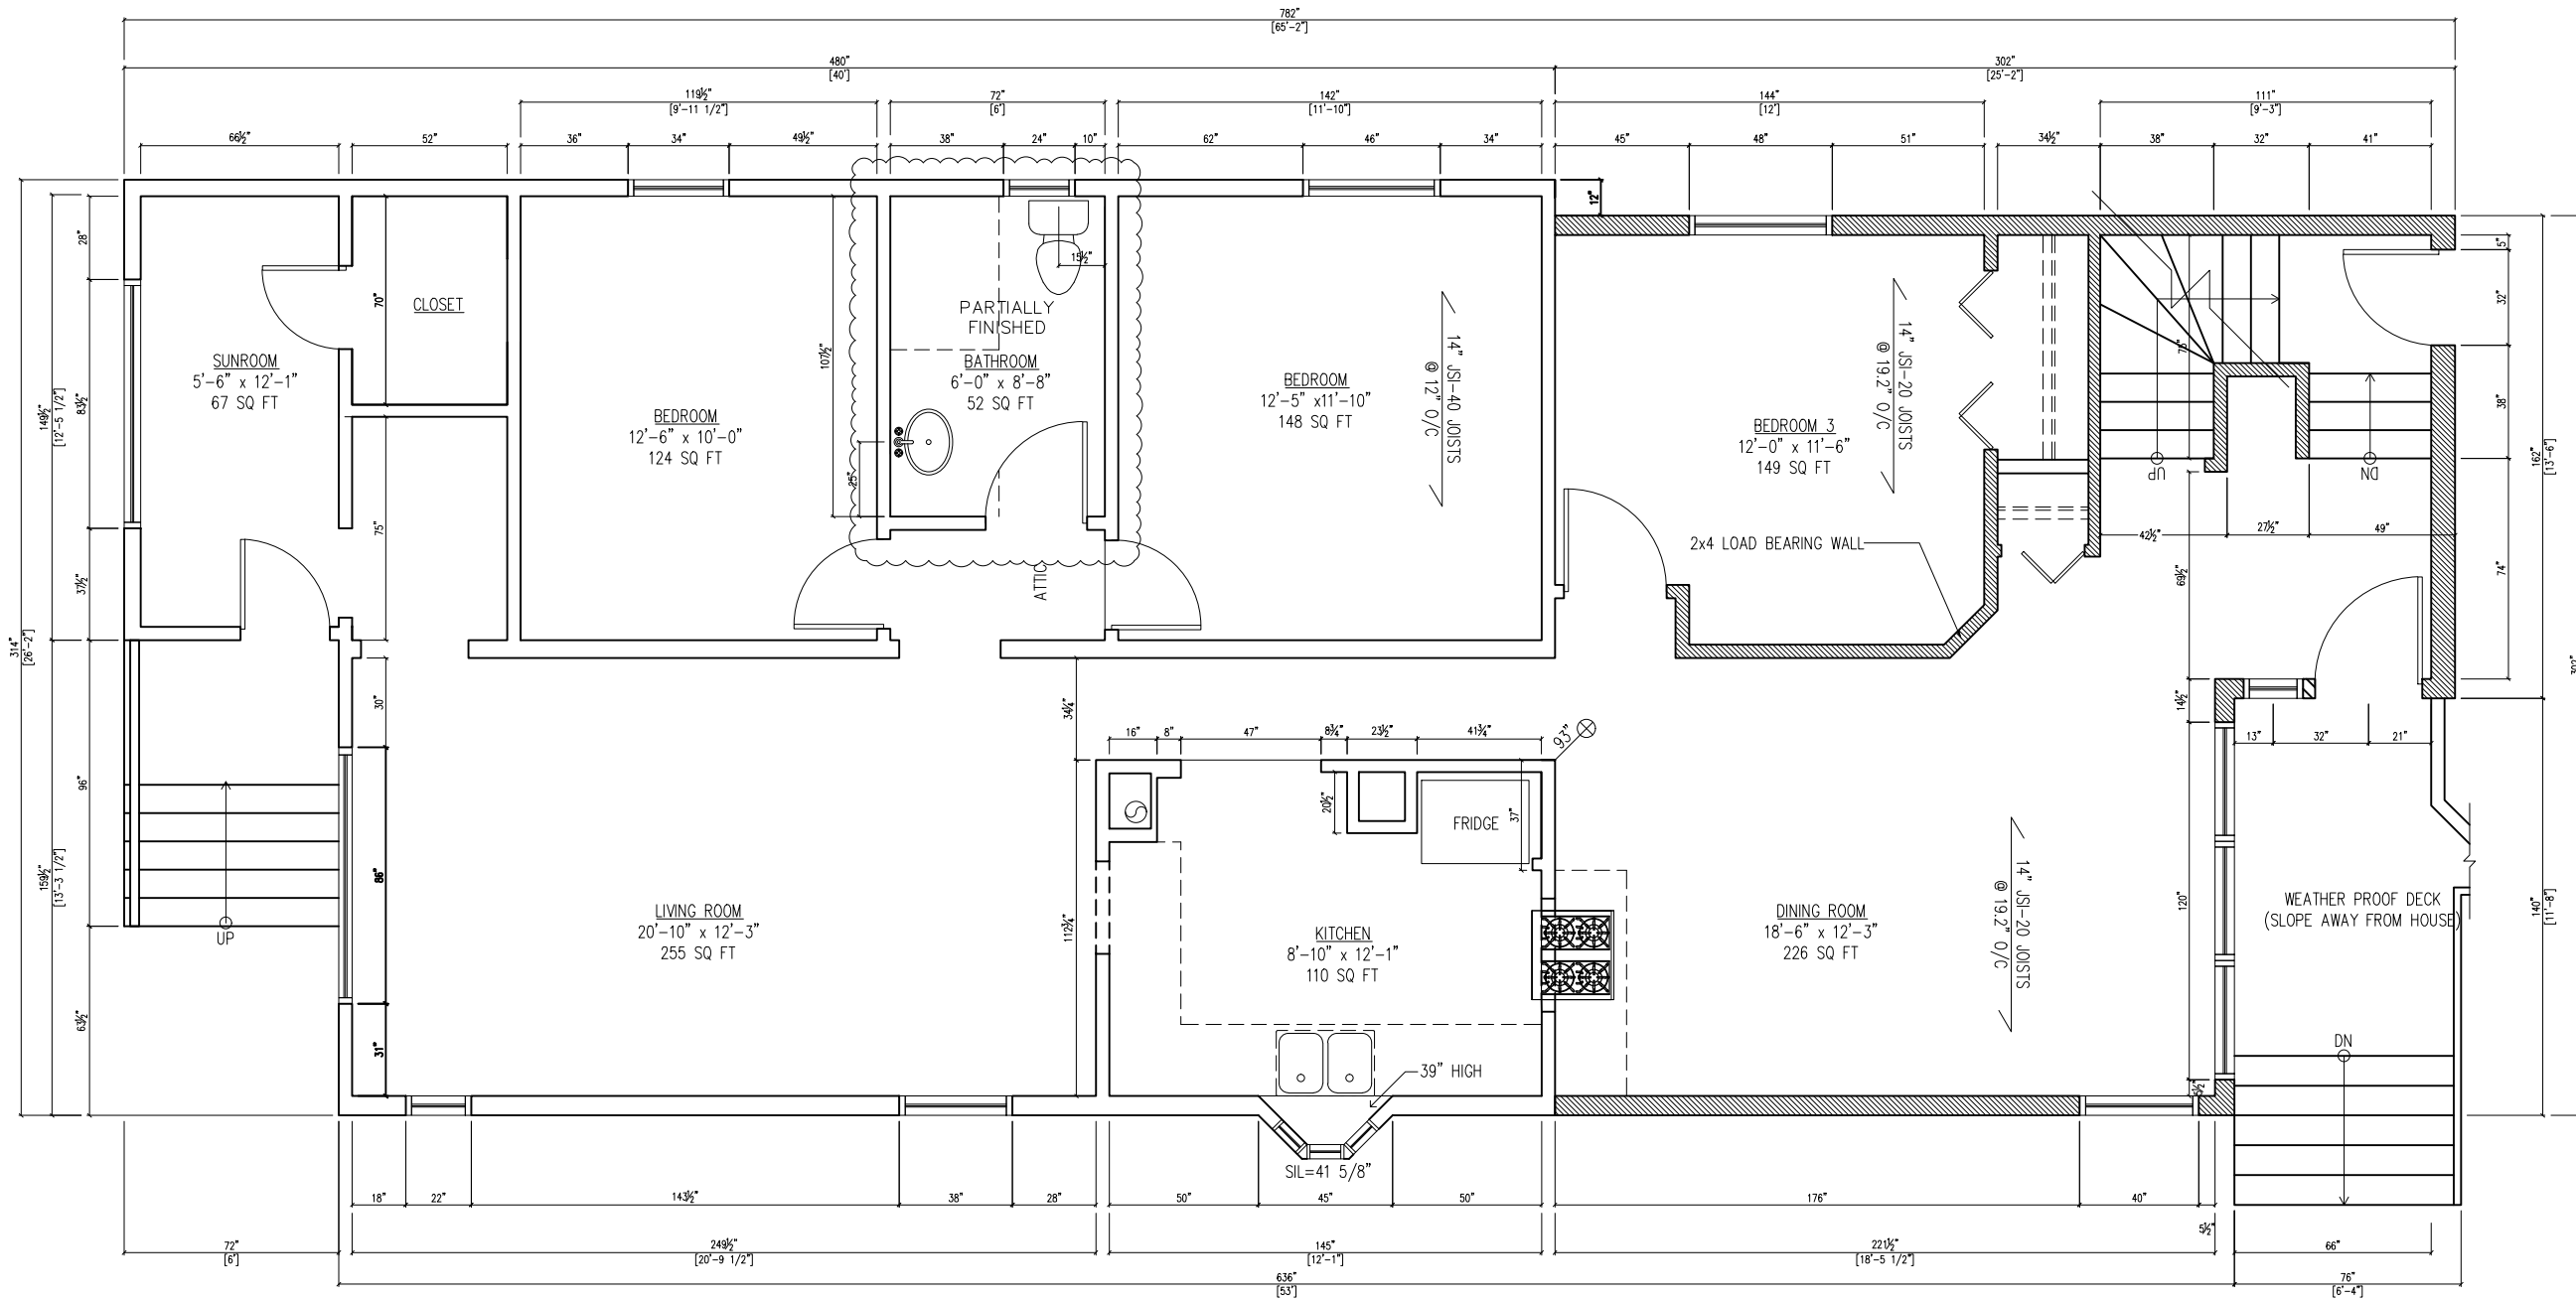 782"
[65'-2"]
480"
[40']
302"
[25'-2"]
119½"
[9'-11 1/2"]
72"
[6']
142"
[11'-10"]
144"
[12']
111"
[9'-3"]
66½"
52"
36"
34"
49½"
38"
24"
10"
62"
46"
34"
45"
48"
51"
34½"
38"
32"
41"
12"
314"
[26'-2"]
149½"
[12'-5 1/2"]
28"
83½"
37½"
159½"
[13'-3 1/2"]
96"
63½"
SUNROOM
5'-6" x 12'-1"
67 SQ FT
CLOSET
70"
75"
BEDROOM
12'-6" x 10'-0"
124 SQ FT
107½"
15½"
PARTIALLY
FINISHED
BATHROOM
6'-0" x 8'-8"
52 SQ FT
25"
ATTIC
BEDROOM
12'-5" x11'-10"
148 SQ FT
14" JSI-40 JOISTS
@ 12" O/C
BEDROOM 3
12'-0" x 11'-6"
149 SQ FT
14" JSI-20 JOISTS
@ 19.2" O/C
2x4 LOAD BEARING WALL
UP
DN
5"
32"
38"
74"
162"
[13'-6"]
302"
140"
[11'-8"]
42½"
27½"
49"
69½"
14½"
120"
5½"
13"
32"
21"
30"
86"
31"
UP
LIVING ROOM
20'-10" x 12'-3"
255 SQ FT
34¼"
112¾"
16"
8"
47"
8¾"
23½"
41¾"
93"
20½"
37"
FRIDGE
KITCHEN
8'-10" x 12'-1"
110 SQ FT
39" HIGH
SIL=41 5/8"
DINING ROOM
18'-6" x 12'-3"
226 SQ FT
14" JSI-20 JOISTS
@ 19.2" O/C
WEATHER PROOF DECK
(SLOPE AWAY FROM HOUSE)
DN
18"
22"
143½"
38"
28"
50"
45"
50"
176"
40"
5½"
72"
[6']
249½"
[20'-9 1/2"]
145"
[12'-1"]
221½"
[18'-5 1/2"]
66"
636"
[53']
76"
[6'-4"]